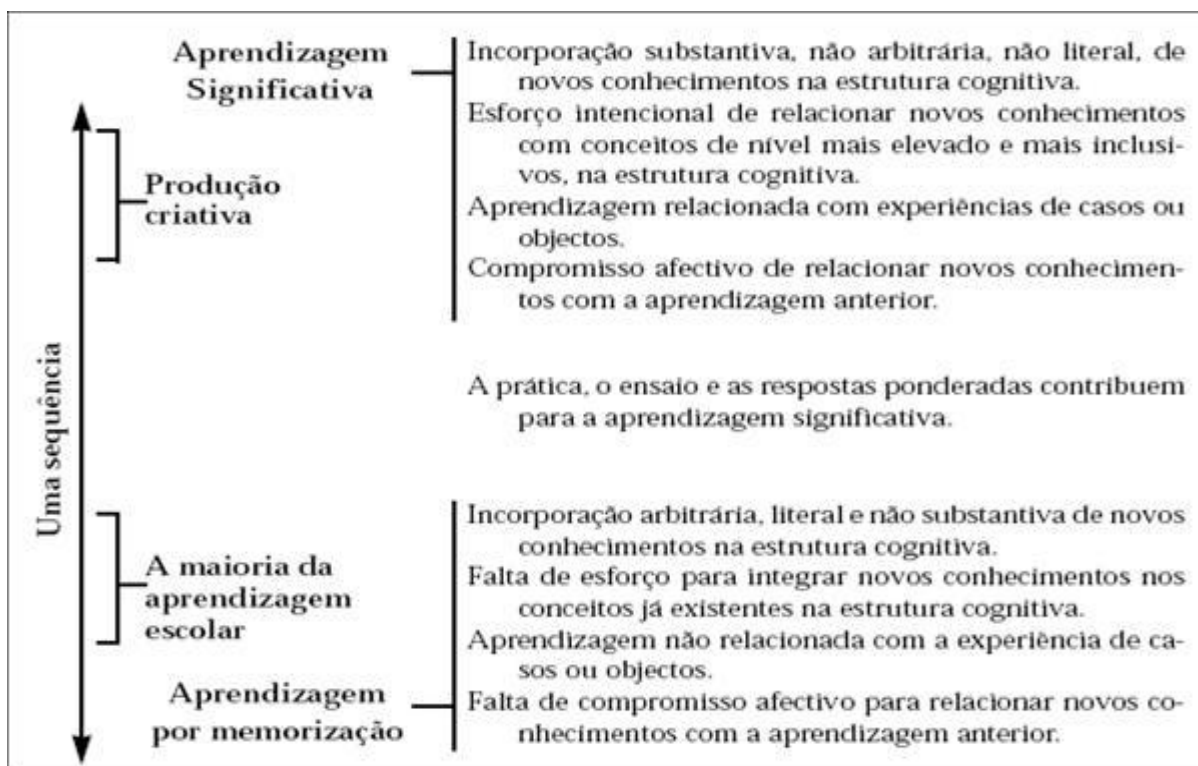 Aprendizagem
Significativa
Incorporação substantiva, não arbitrária, não literal, de
novos conhecimentos na estrutura cognitiva.
Esforço intencional de relacionar novos conhecimentos
com conceitos de nível mais elevado e mais inclusi-
vos, na estrutura cognitiva.
Aprendizagem relacionada com experiências de casos ou
objectos.
Compromisso afectivo de relacionar novos conhecimen-
tos com a aprendizagem anterior.
Produção
criativa
Uma sequência
A prática, o ensaio e as respostas ponderadas contribuem
para a aprendizagem significativa.
A maioria da
aprendizagem
escolar
Aprendizagem
por memorização
Incorporação arbitrária, literal e não substantiva de novos
conhecimentos na estrutura cognitiva.
Falta de esforço para integrar novos conhecimentos nos
conceitos já existentes na estrutura cognitiva.
Aprendizagem não relacionada com a experiência de ca-
sos ou objectos.
Falta de compromisso afectivo para relacionar novos co-
nhecimentos com a aprendizagem anterior.